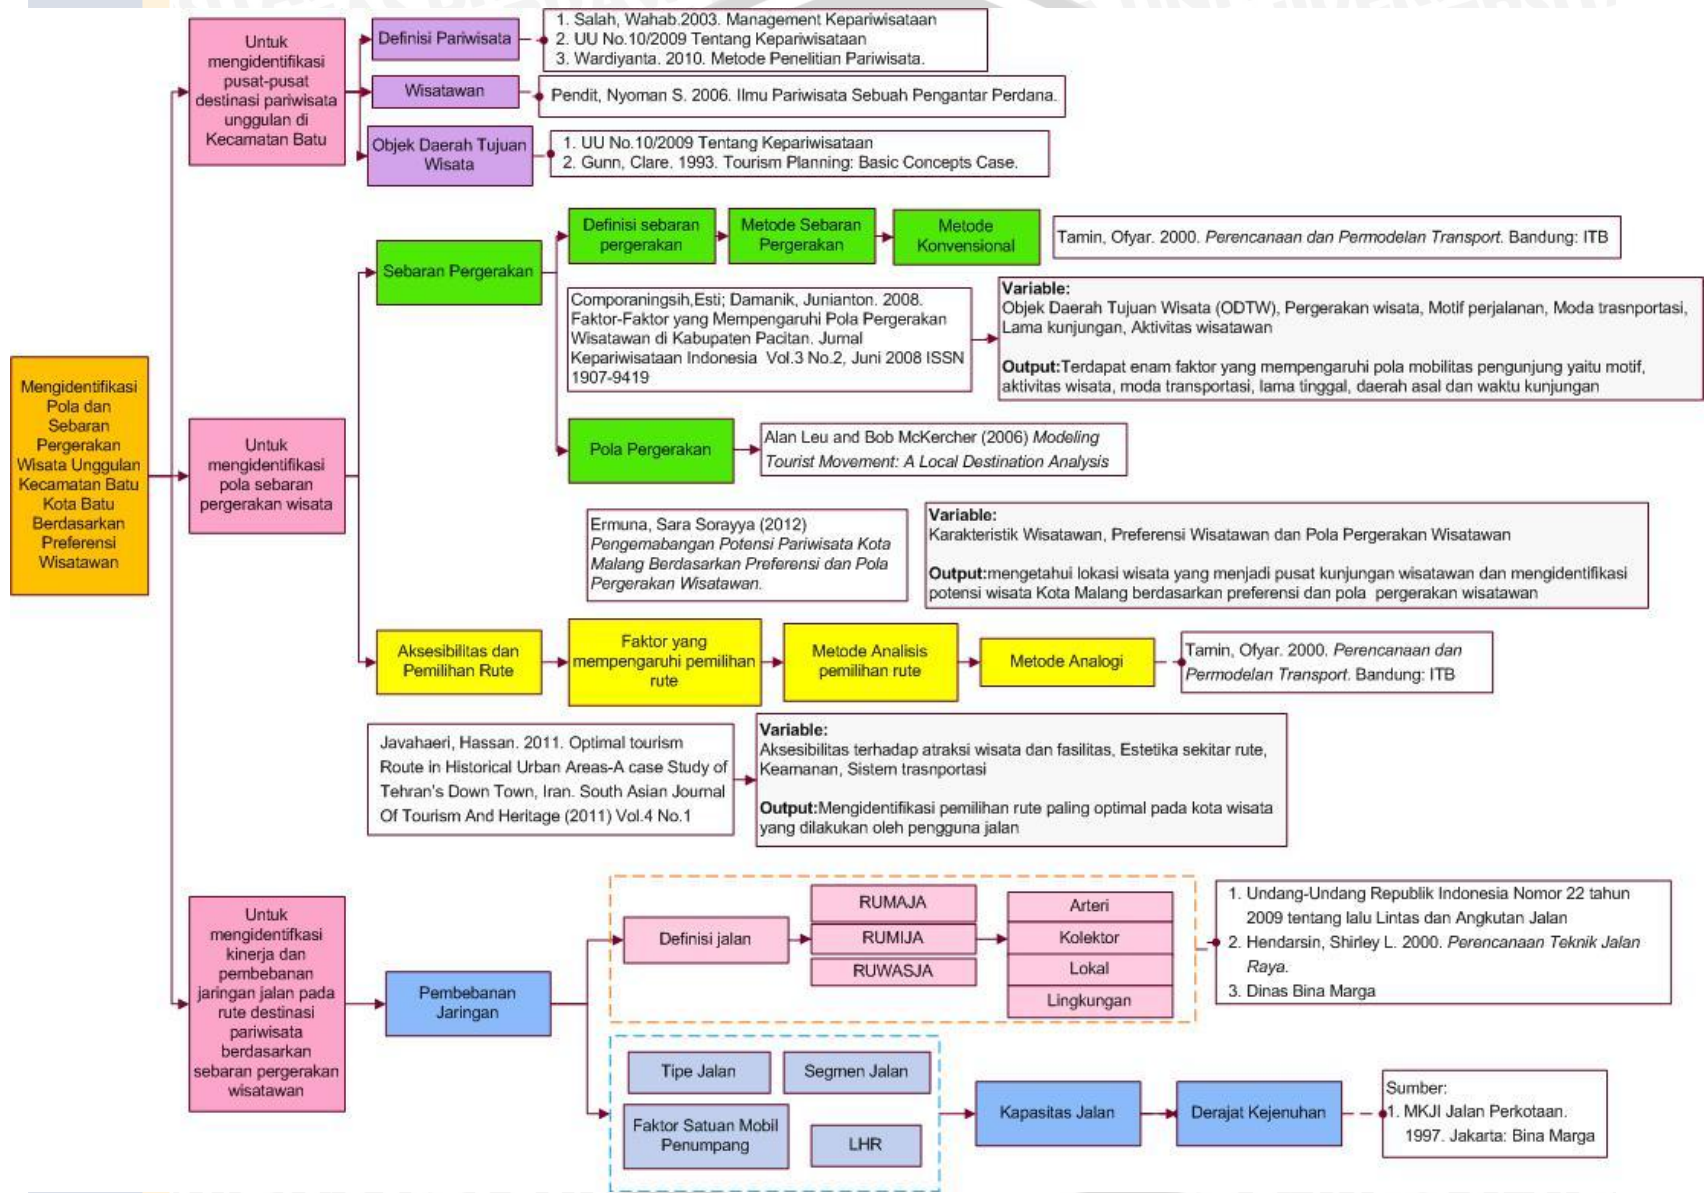 Untuk
mengidentifikasi
pusat-pusat
destinasi pariwisata
unggulan di
Kecamatan Batu
Definisi Pariwisata
1. Salah, Wahab.2003. Management Kepariwisataan
2. UU No.10/2009 Tentang Kepariwisataan
3. Wardiyanta. 2010. Metode Penelitian Pariwisata.
Wisatawan
Pendit, Nyoman S. 2006. Ilmu Pariwisata Sebuah Pengantar Perdana.
Objek Daerah Tujuan
Wisata
1. UU No.10/2009 Tentang Kepariwisataan
2. Gunn, Clare. 1993. Tourism Planning: Basic Concepts Case.
Mengidentifikasi
Pola dan
Sebaran
Pergerakan
Wisata Unggulan
Kecamatan Batu
Kota Batu
Berdasarkan
Preferensi
Wisatawan
Untuk
mengidentifikasi
pola sebaran
pergerakan wisata
Sebaran Pergerakan
Definisi sebaran
pergerakan
Metode Sebaran
Pergerakan
Metode
Konvensional
Tamin, Ofyar. 2000. Perencanaan dan Permodelan Transport. Bandung: ITB
Comporaningsih,Esti; Damanik, Junianton. 2008.
Faktor-Faktor yang Mempengaruhi Pola Pergerakan
Wisatawan di Kabupaten Pacitan. Jurnal
Kepariwisataan Indonesia Vol.3 No.2, Juni 2008 ISSN
1907-9419
Variable:
Objek Daerah Tujuan Wisata (ODTW), Pergerakan wisata, Motif perjalanan, Moda trasnportasi,
Lama kunjungan, Aktivitas wisatawan
Output:Terdapat enam faktor yang mempengaruhi pola mobilitas pengunjung yaitu motif,
aktivitas wisata, moda transportasi, lama tinggal, daerah asal dan waktu kunjungan
Pola Pergerakan
Alan Leu and Bob McKercher (2006) Modeling
Tourist Movement: A Local Destination Analysis
Ermuna, Sara Sorayya (2012)
Pengemabangan Potensi Pariwisata Kota
Malang Berdasarkan Preferensi dan Pola
Pergerakan Wisatawan.
Variable:
Karakteristik Wisatawan, Preferensi Wisatawan dan Pola Pergerakan Wisatawan
Output:mengetahui lokasi wisata yang menjadi pusat kunjungan wisatawan dan mengidentifikasi
potensi wisata Kota Malang berdasarkan preferensi dan pola pergerakan wisatawan
Aksesibilitas dan
Pemilihan Rute
Faktor yang
mempengaruhi pemilihan
rute
Metode Analisis
pemilihan rute
Metode Analogi
Tamin, Ofyar. 2000. Perencanaan dan
Permodelan Transport. Bandung: ITB
Javahaeri, Hassan. 2011. Optimal tourism
Route in Historical Urban Areas-A case Study of
Tehran's Down Town, Iran. South Asian Journal
Of Tourism And Heritage (2011) Vol.4 No.1
Variable:
Aksesibilitas terhadap atraksi wisata dan fasilitas, Estetika sekitar rute,
Keamanan, Sistem trasnportasi
Output:Mengidentifikasi pemilihan rute paling optimal pada kota wisata
yang dilakukan oleh pengguna jalan
Untuk
mengidentifkasi
kinerja dan
pembebanan
jaringan jalan pada
rute destinasi
pariwisata
berdasarkan
sebaran pergerakan
wisatawan
Pembebanan
Jaringan
Definisi jalan
RUMAJA
RUMIJA
RUWASJA
Arteri
Kolektor
Lokal
Lingkungan
1. Undang-Undang Republik Indonesia Nomor 22 tahun
2009 tentang lalu Lintas dan Angkutan Jalan
2. Hendarsin, Shirley L. 2000. Perencanaan Teknik Jalan
Raya.
3. Dinas Bina Marga
Tipe Jalan
Segmen Jalan
Faktor Satuan Mobil
Penumpang
LHR
Kapasitas Jalan
Derajat Kejenuhan
Sumber:
1. MKJI Jalan Perkotaan.
1997. Jakarta: Bina Marga